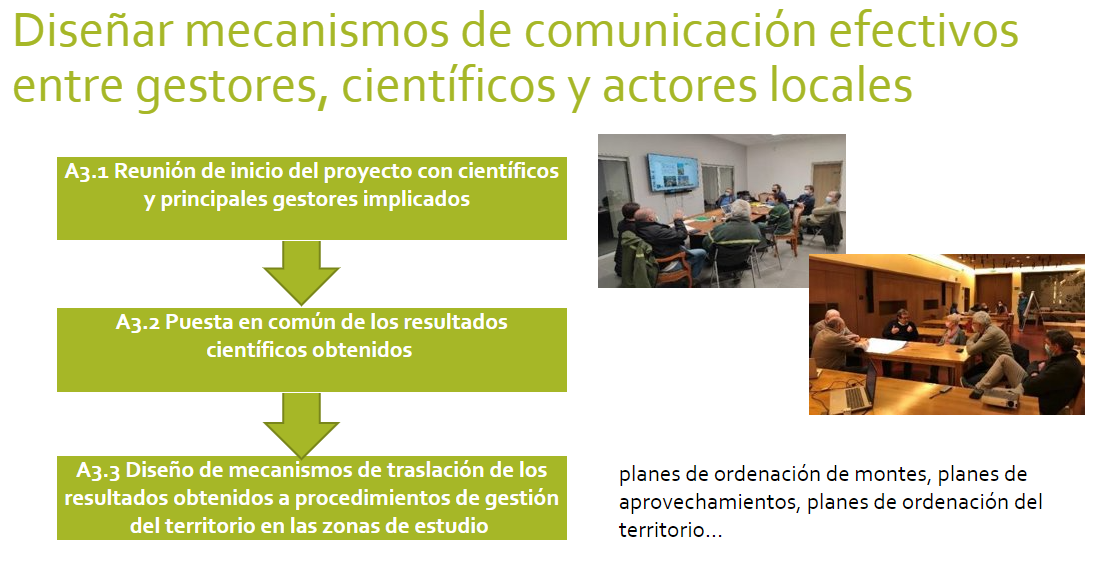 Diseñar mecanismos de comunicación efectivos
entre gestores, científicos y actores locales
A3.1 Reunión de inicio del proyecto con científicos
y principales gestores implicados
A3.2 Puesta en común de los resultados
científicos obtenidos
A3.3 Diseño de mecanismos de traslación de los
resultados obtenidos a procedimientos de gestión
del territorio en las zonas de estudio
planes de ordenación de montes, planes de
aprovechamientos, planes de ordenación del
territorio...